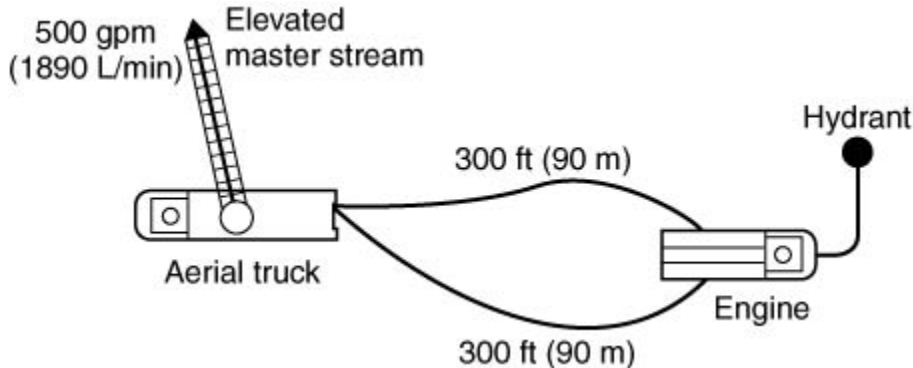 500 gpm
(1890 L/min)
Elevated
master stream
Hydrant
300 ft (90 m)
Aerial truck
Engine
300 ft (90 m)